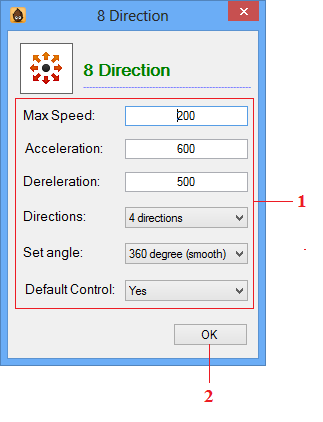 8 Direction
8 Direction
Max Speed: 200
Acceleration: 600
Dereleration: 500
Directions: 4 directions
Set angle: 360 degree (smooth)
Default Control: Yes
1
OK
2